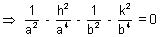 ⇒ 1/a² - h²/a⁴ - 1/b² - k²/b⁴ = 0